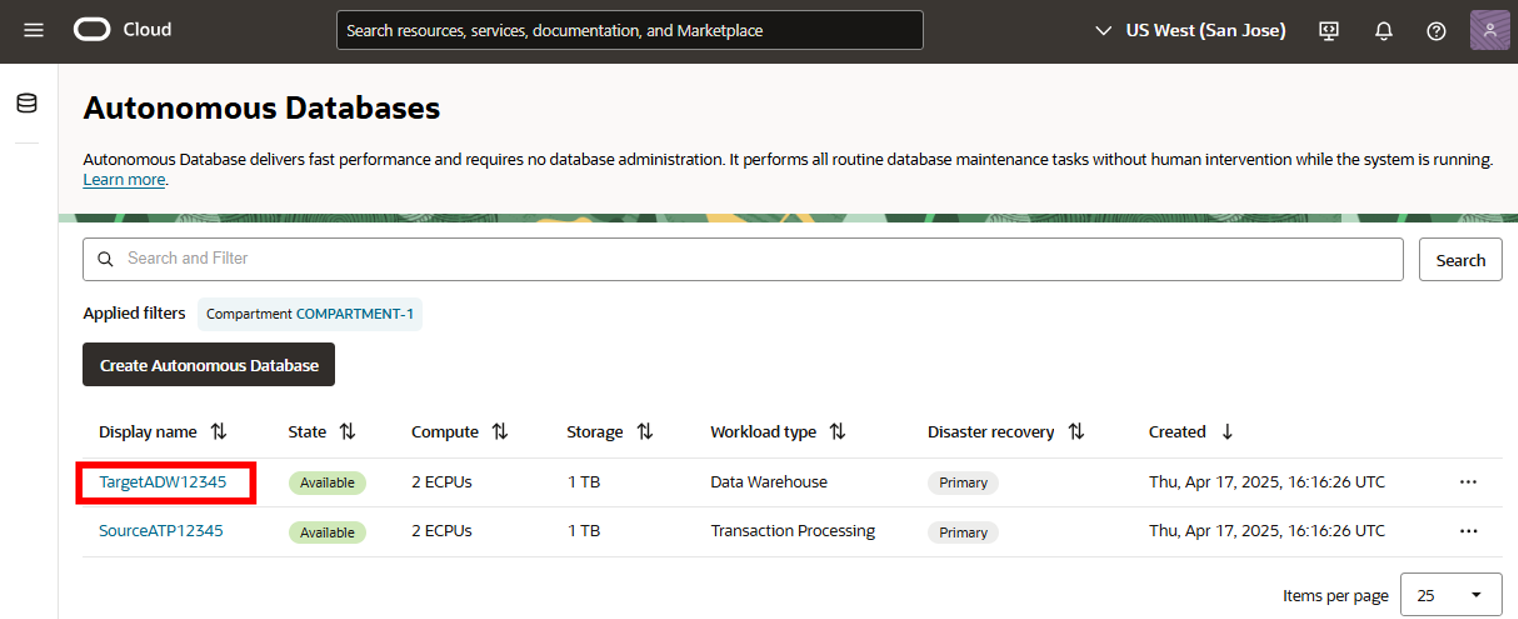 Cloud
Search resources, services, documentation, and Marketplace
US West (San Jose)
Autonomous Databases
Autonomous Database delivers fast performance and requires no database administration. It performs all routine database maintenance tasks without human intervention while the system is running.
Learn more.
Search and Filter
Search
Applied filters
Compartment COMPARTMENT-1
Create Autonomous Database
Display name State Compute Storage Workload type Disaster recovery Created
TargetADW12345 Available 2 ECPUs 1 TB Data Warehouse Primary Thu, Apr 17, 2025, 16:16:26 UTC
SourceATP12345 Available 2 ECPUs 1 TB Transaction Processing Primary Thu, Apr 17, 2025, 16:16:26 UTC
Items per page 25